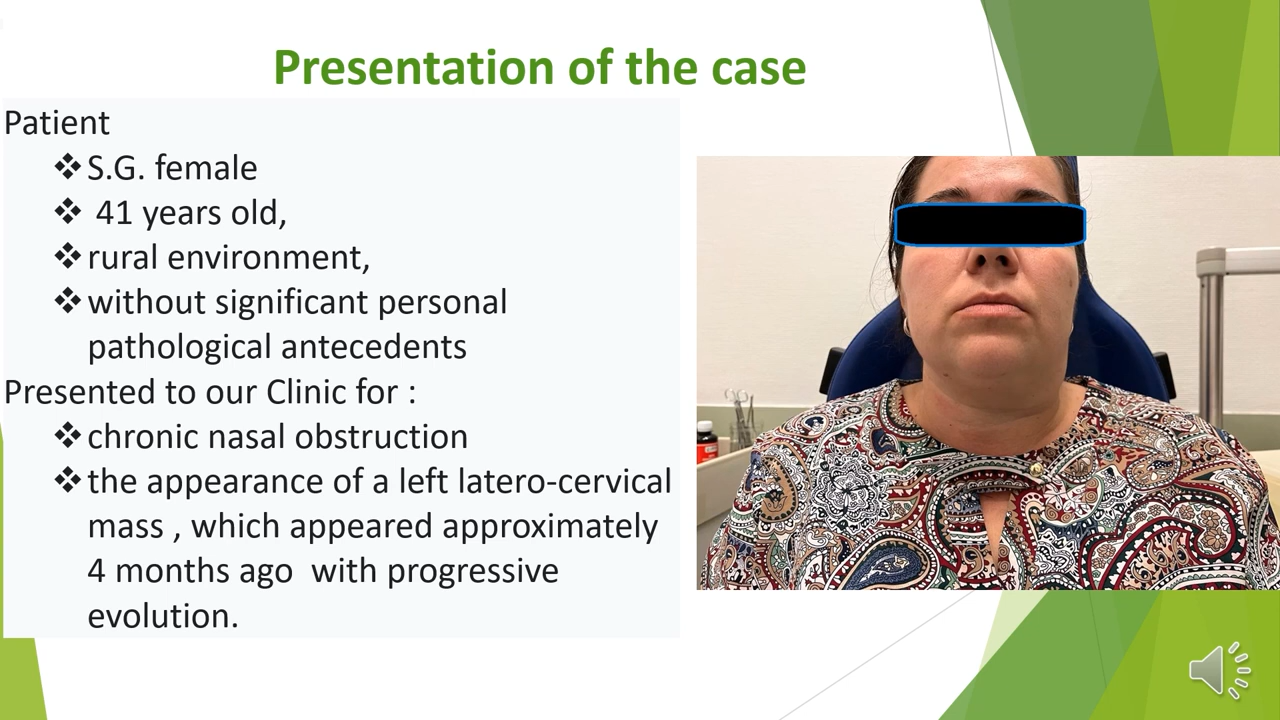 Presentation of the case
Patient
❖ S.G. female
❖ 41 years old,
❖ rural environment,
❖ without significant personal
pathological antecedents
Presented to our Clinic for :
❖ chronic nasal obstruction
❖ the appearance of a left latero-cervical
mass , which appeared approximately
4 months ago with progressive
evolution.